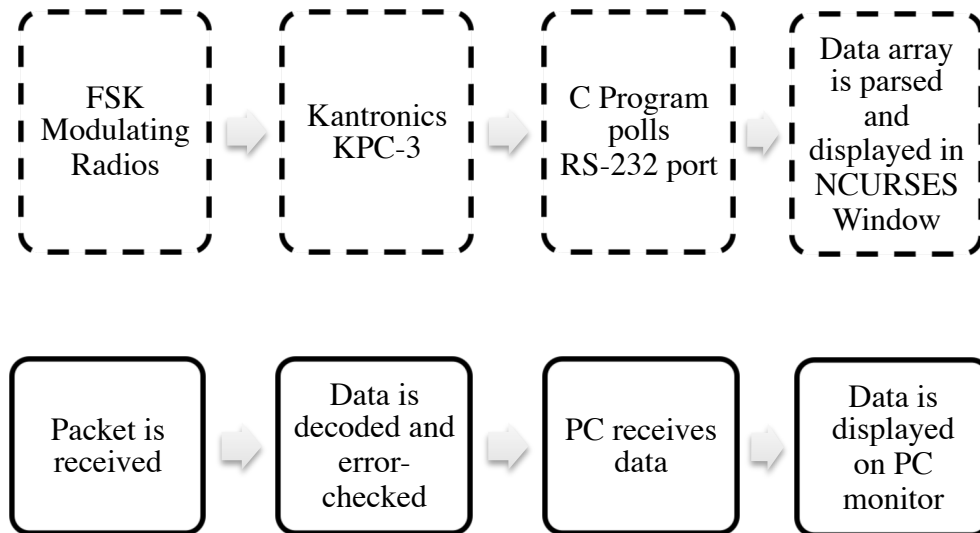 FSK
Modulating
Radios
Kantronics
KPC-3
C Program
polls
RS-232 port
Data array
is parsed
and
displayed in
NCURSES
Window
Packet is
received
Data is
decoded and
error-
checked
PC receives
data
Data is
displayed
on PC
monitor